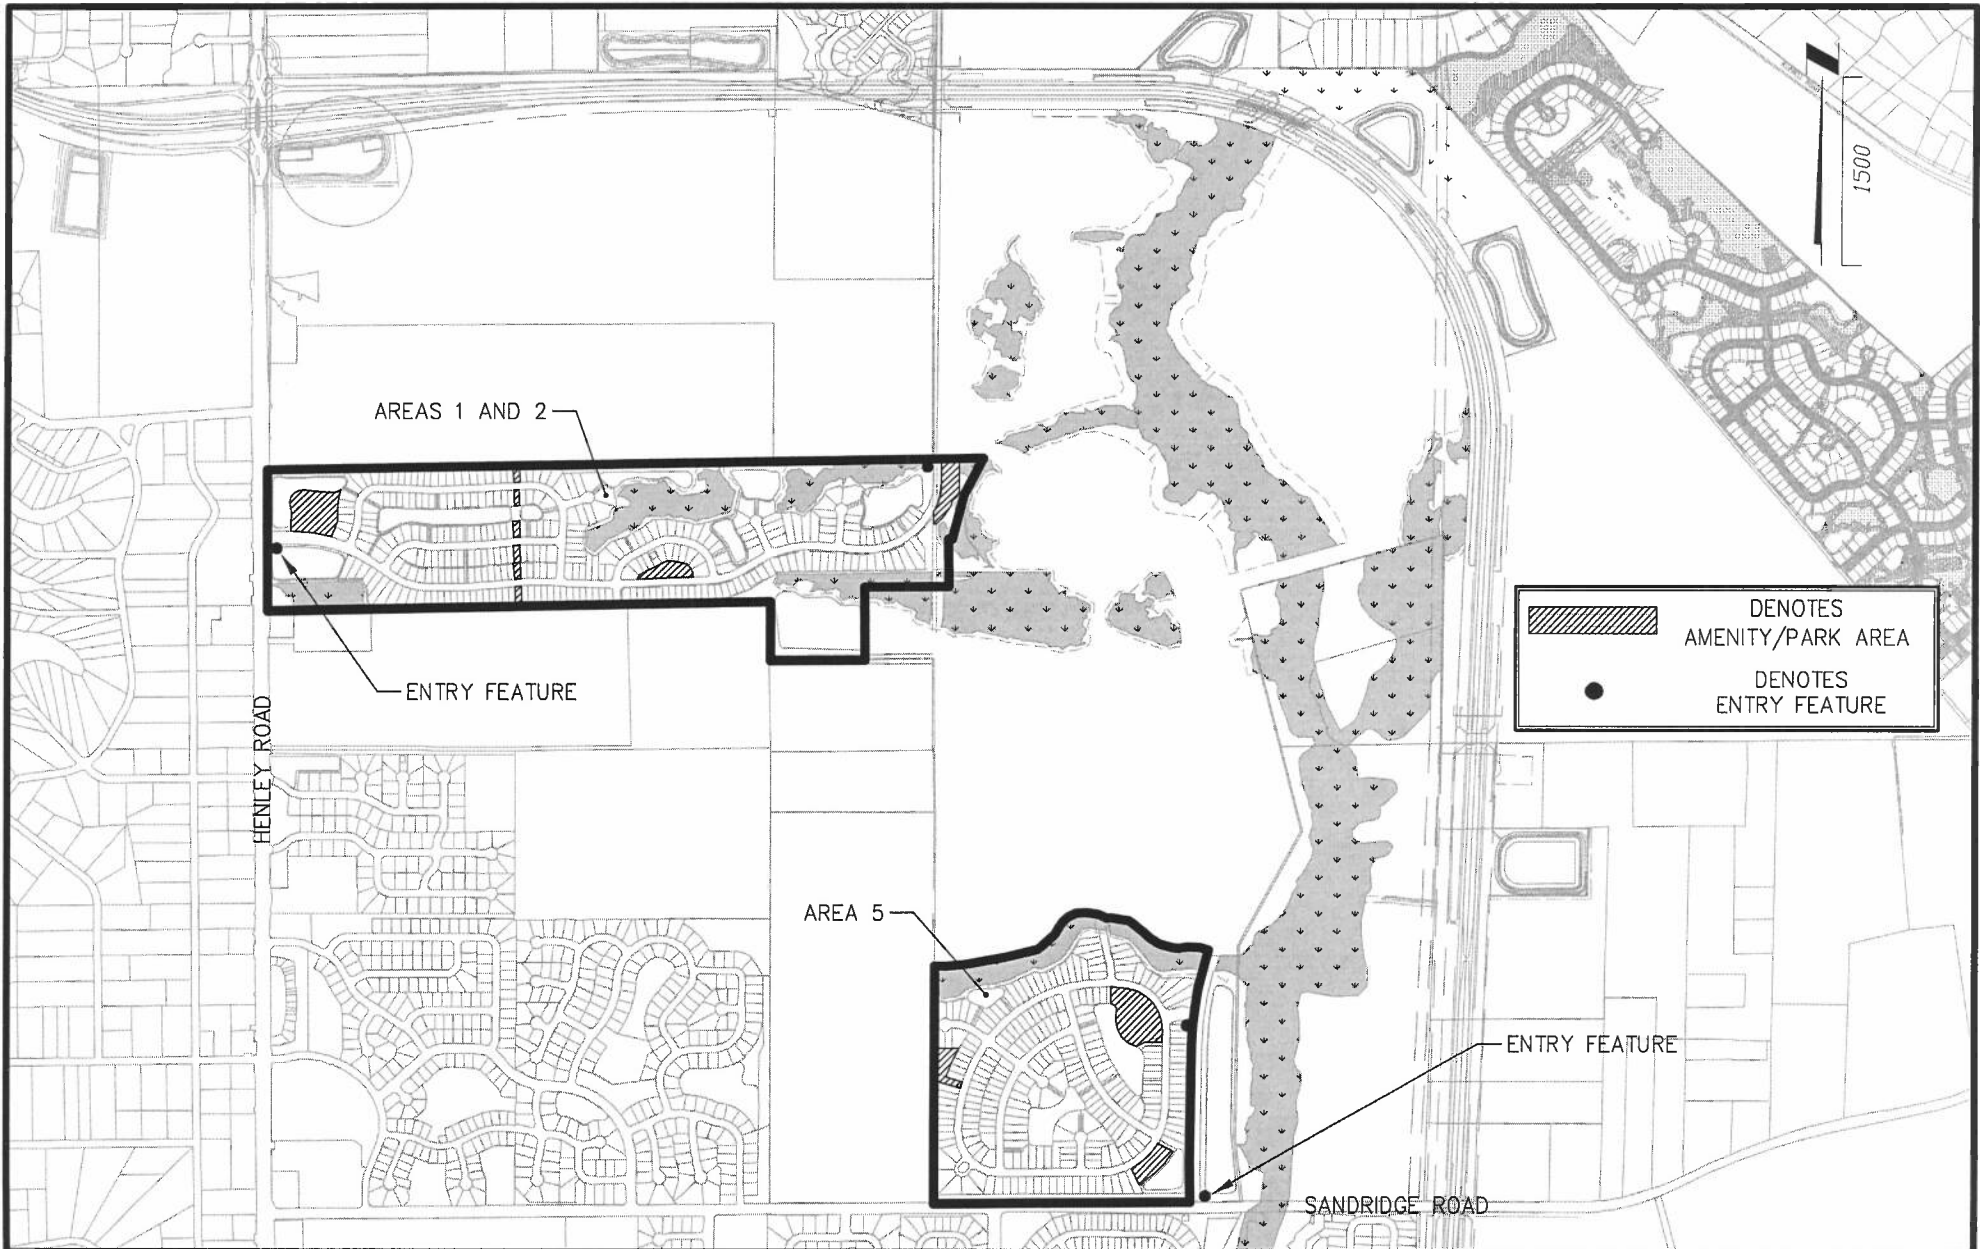 1500
AREAS 1 AND 2
DENOTES
AMENITY/PARK AREA
DENOTES
ENTRY FEATURE
ENTRY FEATURE
HENLEY ROAD
AREA 5
ENTRY FEATURE
SANDRIDGE ROAD